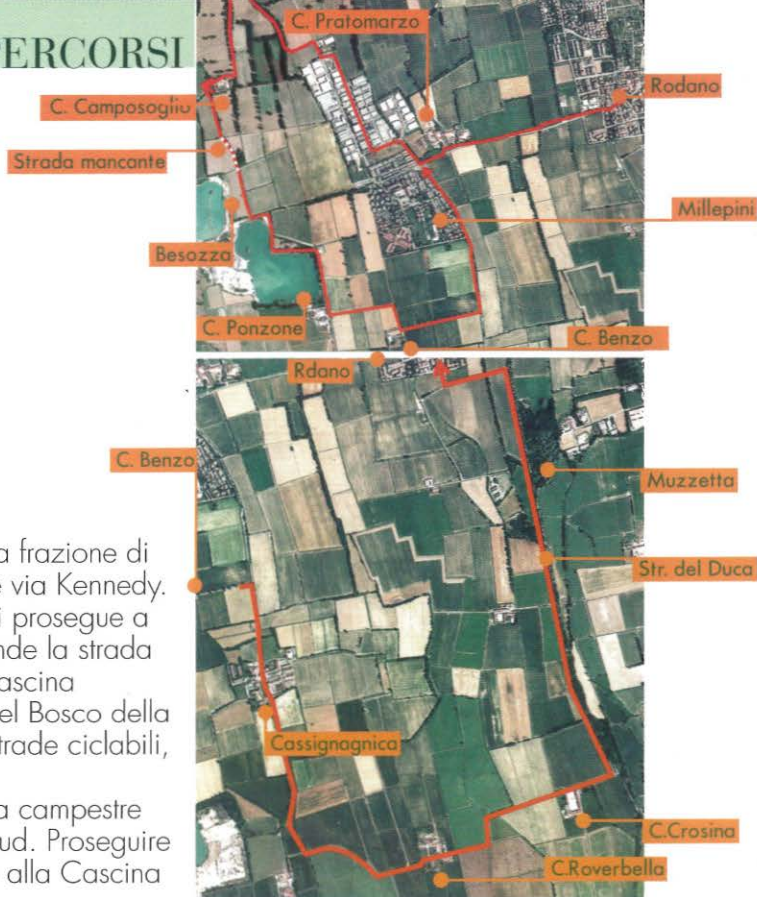 PERCORSI
C. Pratomarzo
C. Camposoglio
Rodano
Strada mancante
Millepini
Besozza
C. Ponzone
C. Benzo
Rdano
C. Benzo
Muzzetta
a frazione di
e via Kennedy.
Str. del Duca
i prosegue a
nde la strada
ascina
el Bosco della
Cassignagnica
trade ciclabili,
a campestre
ud. Proseguire
C.Crosina
alla Cascina
C.Roverbella